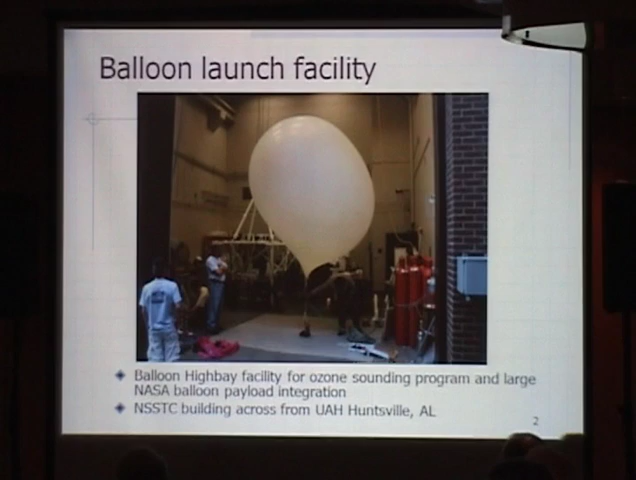 Balloon launch facility
Balloon Highbay facility for ozone sounding program and large
NASA balloon payload integration
NSSTC building across from UAH Huntsville, AL
2